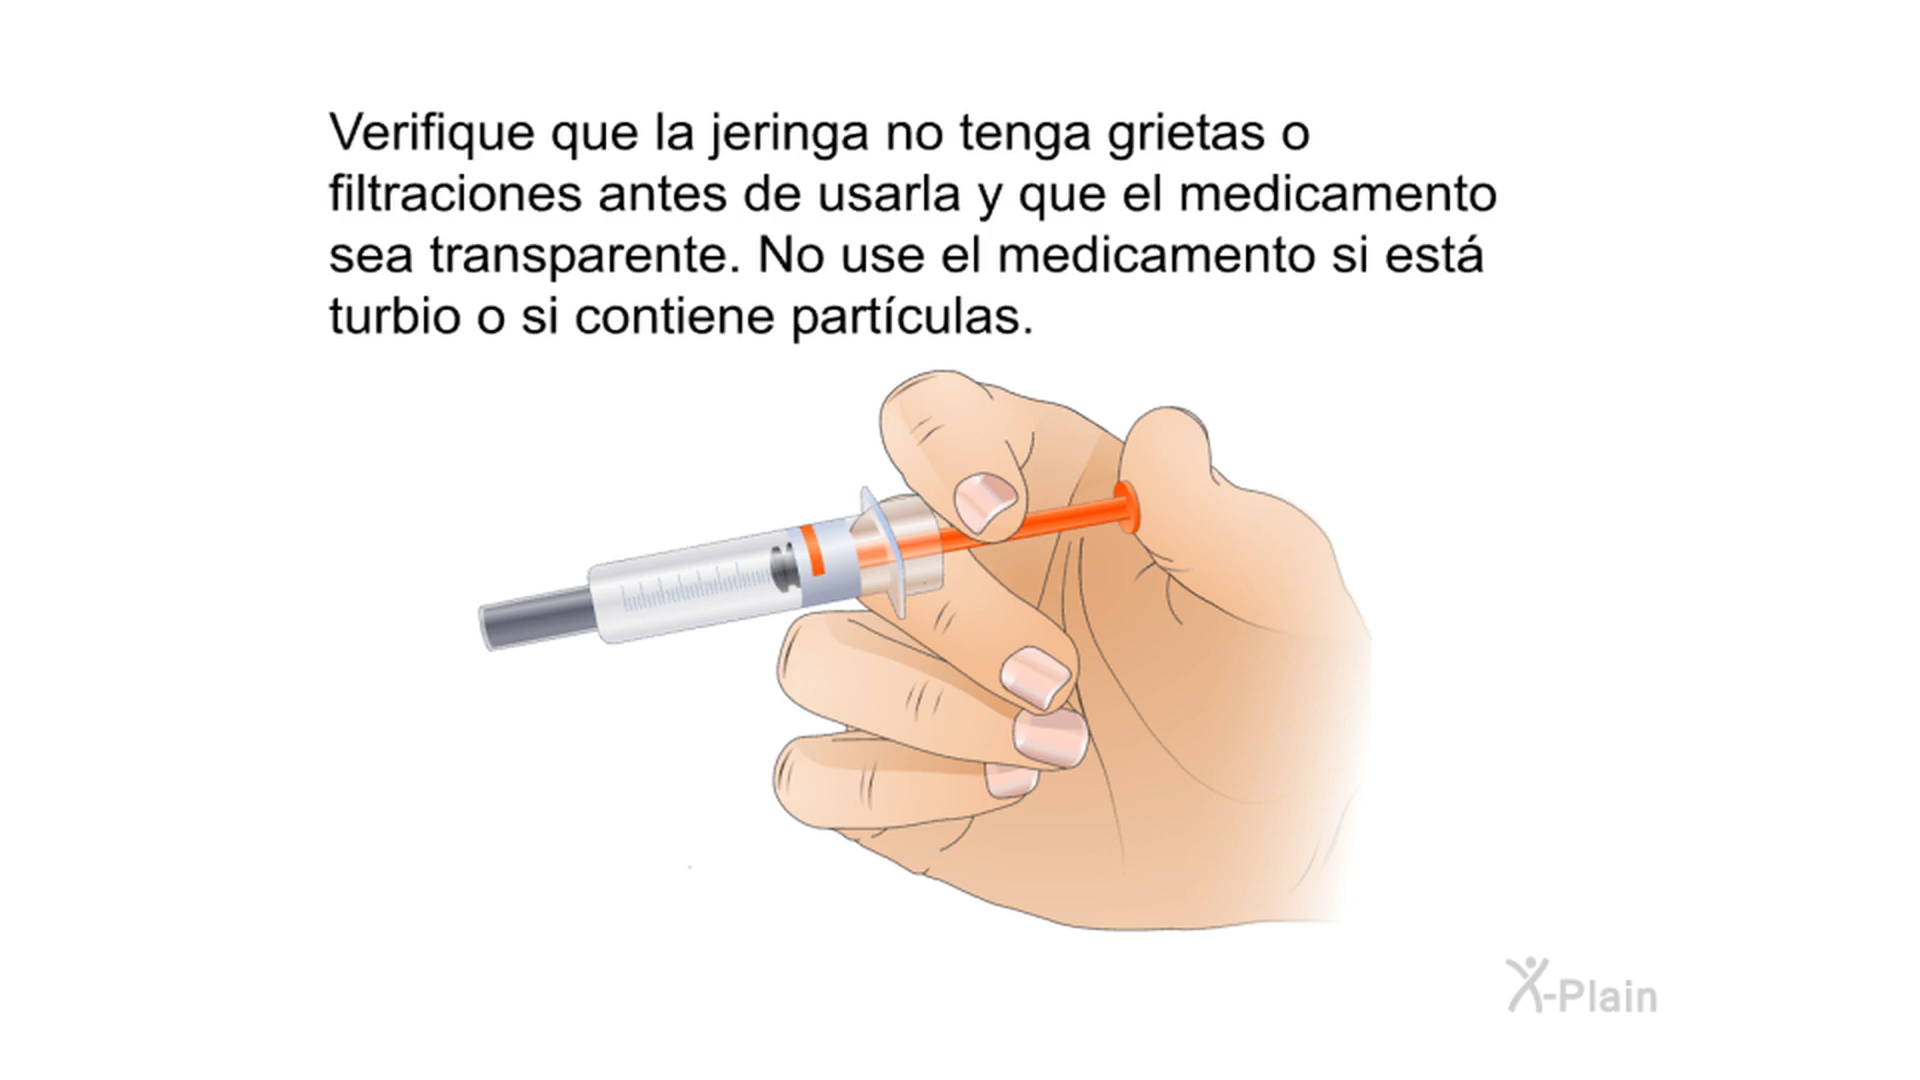 Verifique que la jeringa no tenga grietas o
filtraciones antes de usarla y que el medicamento
sea transparente. No use el medicamento si está
turbio o si contiene partículas.
X-Plain